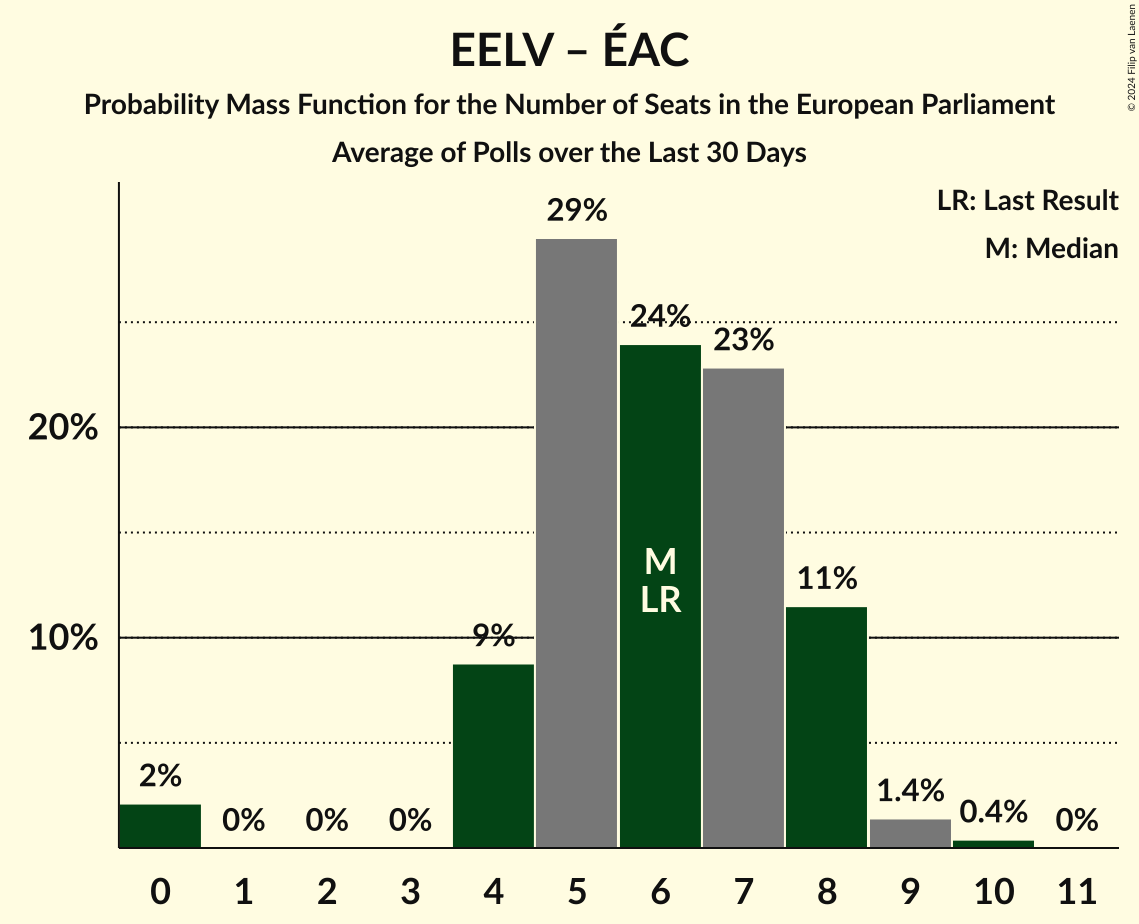 EELV – ÉAC
Probability Mass Function for the Number of Seats in the European Parliament
Average of Polls over the Last 30 Days
© 2024 Filip van Laenen
LR: Last Result
M: Median
29%
24%
23%
20%
M
LR
11%
10%
9%
2%
0%
0%
0%
1.4%
0.4%
0%
0 1 2 3 4 5 6 7 8 9 10 11